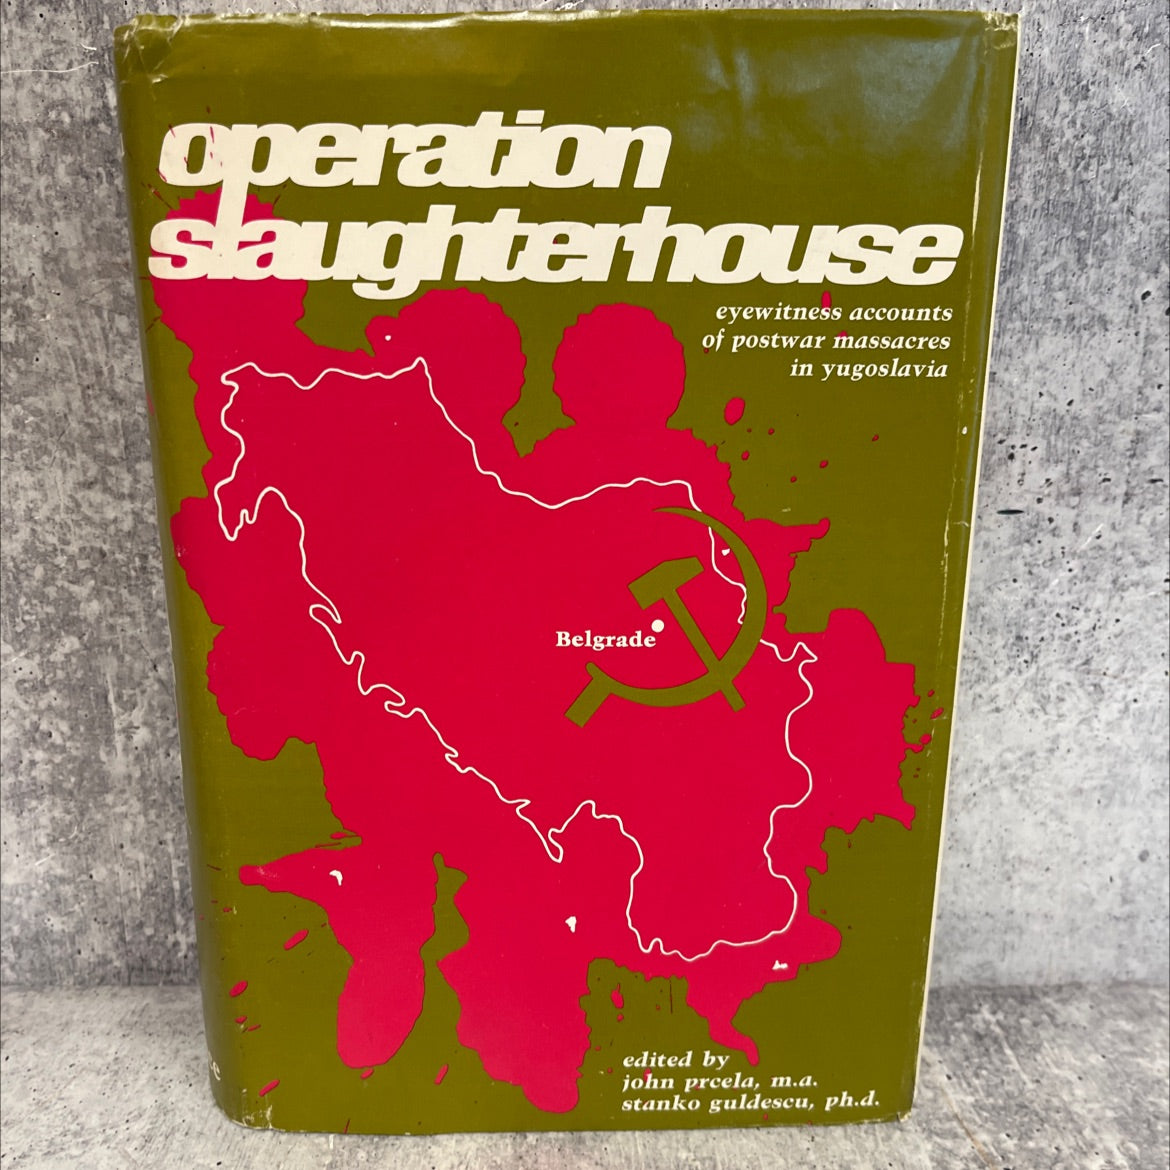 operation
slaughterhouse
eyewitness accounts
of postwar massacres
in yugoslavia
Belgrade
edited by
john prcela, m.a.
stanko guldescu, ph.d.